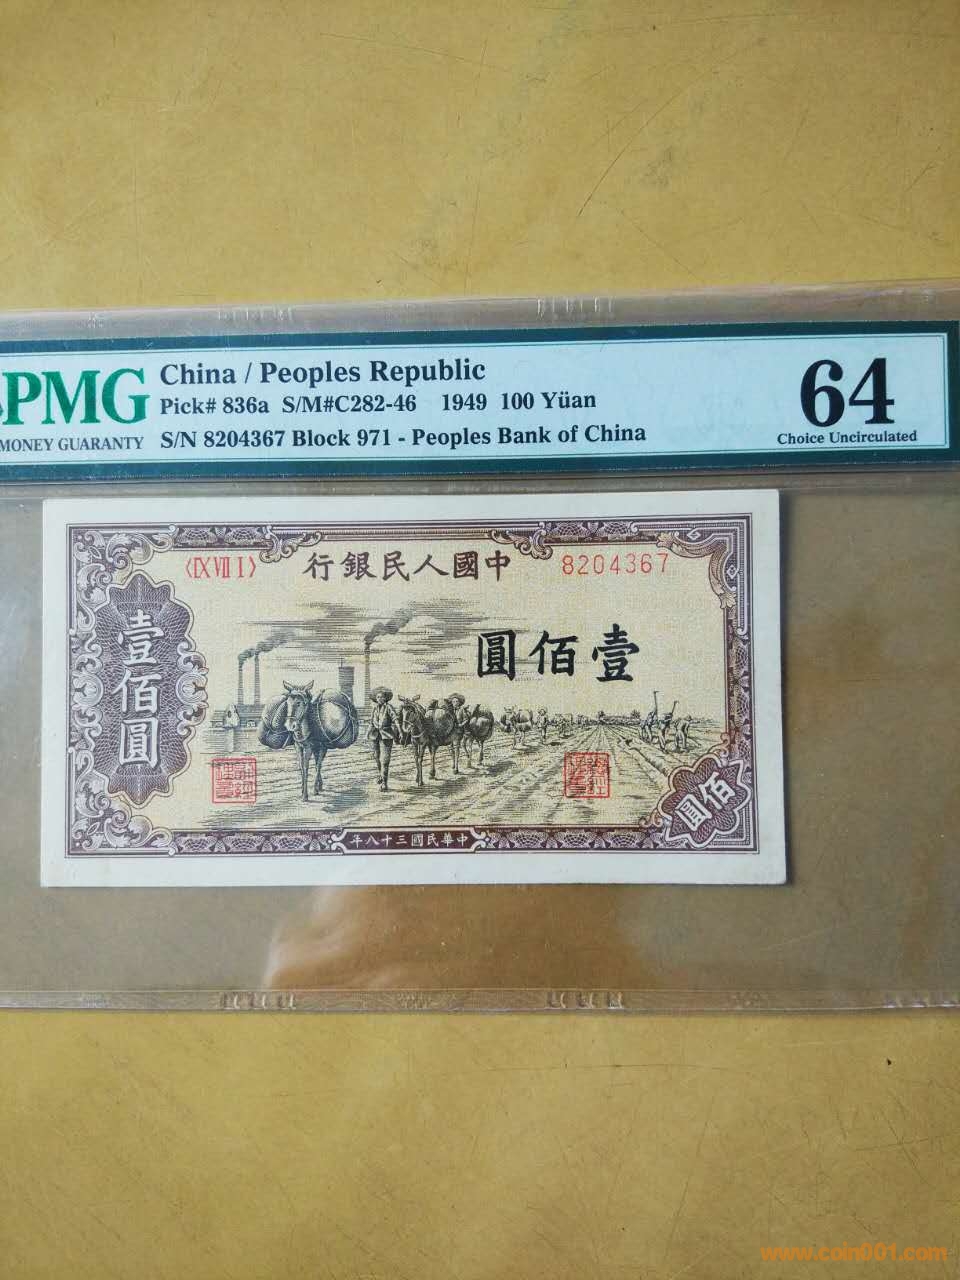 PMG
MONEY GUARANTY
China / Peoples Republic
Pick# 836a S/M#C282-46 1949 100 Yüan
S/N 8204367 Block 971 - Peoples Bank of China
64
Choice Uncirculated
〈IX VII I〉
行銀民人國中
8204367
圓佰壹
壹佰圓
佰圓
年八十三國民華中
www.coin001.com